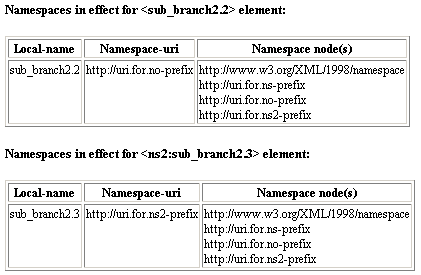 Namespaces in effect for <sub_branch2.2> element:
Local-name Namespace-uri Namespace node(s)
sub_branch2.2 http://uri.for.no-prefix http://www.w3.org/XML/1998/namespace
http://uri.for.ns-prefix
http://uri.for.no-prefix
http://uri.for.ns2-prefix
Namespaces in effect for <ns2:sub_branch2.3> element:
Local-name Namespace-uri Namespace node(s)
sub_branch2.3 http://uri.for.ns2-prefix http://www.w3.org/XML/1998/namespace
http://uri.for.ns-prefix
http://uri.for.no-prefix
http://uri.for.ns2-prefix